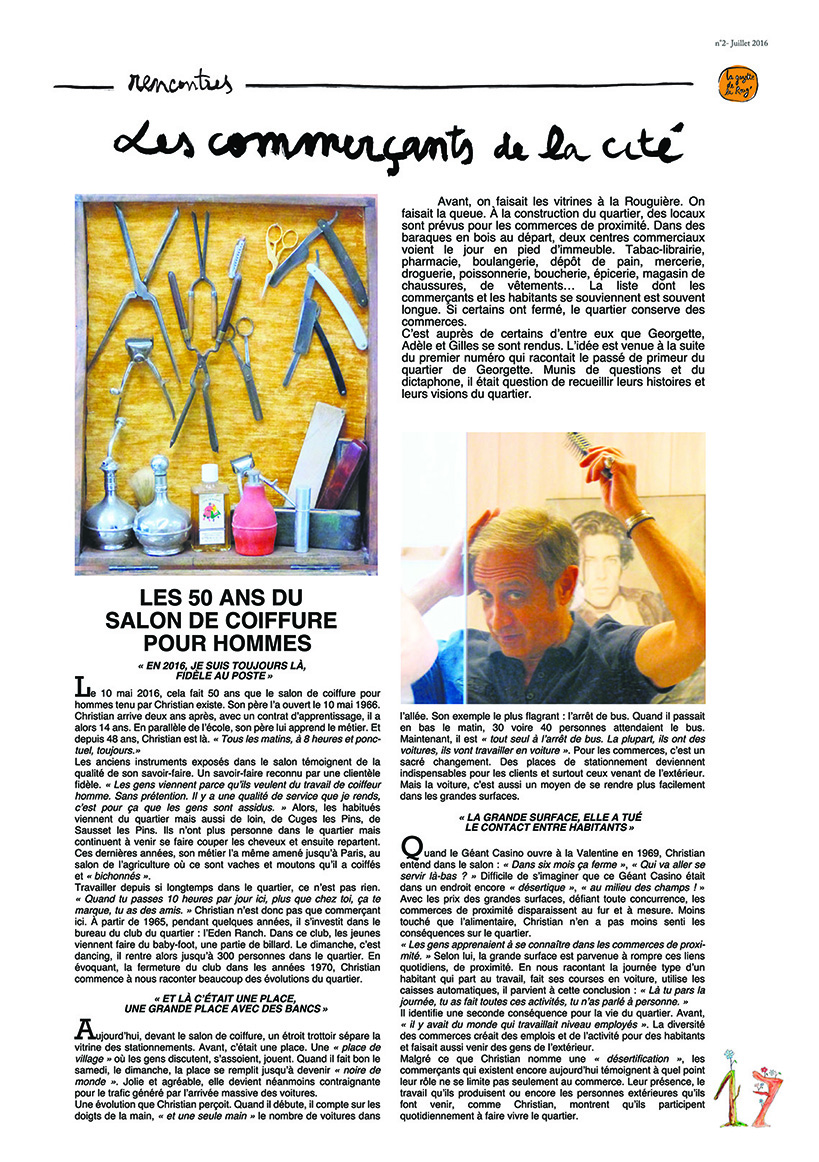 n°2- Juillet 2016
rencontres
la gazette
de
la Roug'
Les commerçants de la cité
Avant, on faisait les vitrines à la Rouguière. On
faisait la queue. À la construction du quartier, des locaux
sont prévus pour les commerces de proximité. Dans des
baraques en bois au départ, deux centres commerciaux
voient le jour en pied d'immeuble. Tabac-librairie,
pharmacie, boulangerie, dépôt de pain, mercerie,
droguerie, poissonnerie, boucherie, épicerie, magasin de
chaussures, de vêtements… La liste dont les
commerçants et les habitants se souviennent est souvent
longue. Si certains ont fermé, le quartier conserve des
commerces.
C'est auprès de certains d'entre eux que Georgette,
Adèle et Gilles se sont rendus. L'idée est venue à la suite
du premier numéro qui racontait le passé de primeur du
quartier de Georgette. Munis de questions et du
dictaphone, il était question de recueillir leurs histoires et
leurs visions du quartier.
LES 50 ANS DU
SALON DE COIFFURE
POUR HOMMES
« EN 2016, JE SUIS TOUJOURS LÀ,
FIDÈLE AU POSTE »
Le 10 mai 2016, cela fait 50 ans que le salon de coiffure pour
hommes tenu par Christian existe. Son père l'a ouvert le 10 mai 1966.
Christian arrive deux ans après, avec un contrat d'apprentissage, il a
alors 14 ans. En parallèle de l'école, son père lui apprend le métier. Et
depuis 48 ans, Christian est là. « Tous les matins, à 8 heures et ponc-
tuel, toujours.»
Les anciens instruments exposés dans le salon témoignent de la
qualité de son savoir-faire. Un savoir-faire reconnu par une clientèle
fidèle. « Les gens viennent parce qu'ils veulent du travail de coiffeur
homme. Sans prétention. Il y a une qualité de service que je rends,
c'est pour ça que les gens sont assidus. » Alors, les habitués
viennent du quartier mais aussi de loin, de Cuges les Pins, de
Sausset les Pins. Ils n'ont plus personne dans le quartier mais
continuent à venir se faire couper les cheveux et ensuite repartent.
Ces dernières années, son métier l'a même amené jusqu'à Paris, au
salon de l'agriculture où ce sont vaches et moutons qu'il a coiffés
et « bichonnés ».
Travailler depuis si longtemps dans le quartier, ce n'est pas rien.
« Quand tu passes 10 heures par jour ici, plus que chez toi, ça te
marque, tu as des amis. » Christian n'est donc pas que commerçant
ici. À partir de 1965, pendant quelques années, il s'investit dans le
bureau du club du quartier : l'Eden Ranch. Dans ce club, les jeunes
viennent faire du baby-foot, une partie de billard. Le dimanche, c'est
dancing, il rentre alors jusqu'à 300 personnes dans le quartier. En
évoquant, la fermeture du club dans les années 1970, Christian
commence à nous raconter beaucoup des évolutions du quartier.
« ET LÀ C'ÉTAIT UNE PLACE,
UNE GRANDE PLACE AVEC DES BANCS »
Aujourd'hui, devant le salon de coiffure, un étroit trottoir sépare la
vitrine des stationnements. Avant, c'était une place. Une « place de
village » où les gens discutent, s'assoient, jouent. Quand il fait bon le
samedi, le dimanche, la place se remplit jusqu'à devenir « noire de
monde ». Jolie et agréable, elle devient néanmoins contraignante
pour le trafic généré par l'arrivée massive des voitures.
Une évolution que Christian perçoit. Quand il débute, il compte sur les
doigts de la main, « et une seule main » le nombre de voitures dans
l'allée. Son exemple le plus flagrant : l'arrêt de bus. Quand il passait
en bas le matin, 30 voire 40 personnes attendaient le bus.
Maintenant, il est « tout seul à l'arrêt de bus. La plupart, ils ont des
voitures, ils vont travailler en voiture ». Pour les commerces, c'est un
sacré changement. Des places de stationnement deviennent
indispensables pour les clients et surtout ceux venant de l'extérieur.
Mais la voiture, c'est aussi un moyen de se rendre plus facilement
dans les grandes surfaces.
« LA GRANDE SURFACE, ELLE A TUÉ
LE CONTACT ENTRE HABITANTS »
Quand le Géant Casino ouvre à la Valentine en 1969, Christian
entend dans le salon : « Dans six mois ça ferme », « Qui va aller se
servir là-bas ? » Difficile de s'imaginer que ce Géant Casino était
dans un endroit encore « désertique », « au milieu des champs ! »
Avec les prix des grandes surfaces, défiant toute concurrence, les
commerces de proximité disparaissent au fur et à mesure. Moins
touché que l'alimentaire, Christian n'en a pas moins senti les
conséquences sur le quartier.
« Les gens apprenaient à se connaître dans les commerces de proxi-
mité. » Selon lui, la grande surface est parvenue à rompre ces liens
quotidiens, de proximité. En nous racontant la journée type d'un
habitant qui part au travail, fait ses courses en voiture, utilise les
caisses automatiques, il parvient à cette conclusion : « Là tu pars la
journée, tu as fait toutes ces activités, tu n'as parlé à personne. »
Il identifie une seconde conséquence pour la vie du quartier. Avant,
« il y avait du monde qui travaillait niveau employés ». La diversité
des commerces créait des emplois et de l'activité pour des habitants
et faisait aussi venir des gens de l'extérieur.
Malgré ce que Christian nomme une « désertification », les
commerçants qui existent encore aujourd'hui témoignent à quel point
leur rôle ne se limite pas seulement au commerce. Leur présence, le
travail qu'ils produisent ou encore les personnes extérieures qu'ils
font venir, comme Christian, montrent qu'ils participent
quotidiennement à faire vivre le quartier.
17